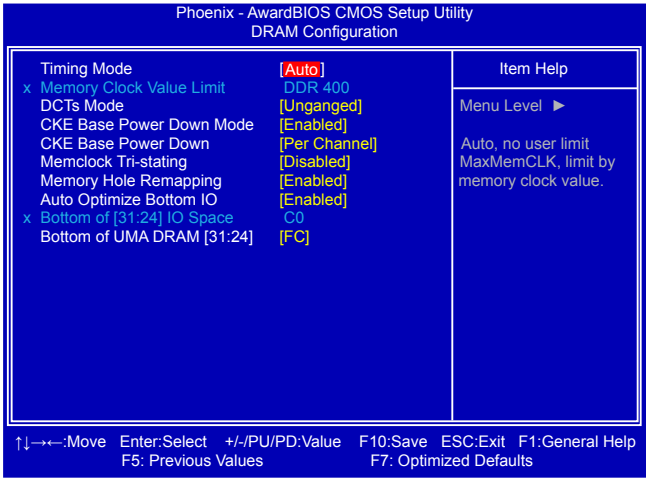 Phoenix - AwardBIOS CMOS Setup Utility
DRAM Configuration
Timing Mode [Auto]
x Memory Clock Value Limit DDR 400
DCTs Mode [Unganged]
CKE Base Power Down Mode [Enabled]
CKE Base Power Down [Per Channel]
Memclock Tri-stating [Disabled]
Memory Hole Remapping [Enabled]
Auto Optimize Bottom IO [Enabled]
x Bottom of [31:24] IO Space C0
Bottom of UMA DRAM [31:24] [FC]
Item Help
Menu Level ►
Auto, no user limit
MaxMemCLK, limit by
memory clock value.
↑↓→←:Move Enter:Select +/-/PU/PD:Value F10:Save ESC:Exit F1:General Help
F5: Previous Values F7: Optimized Defaults